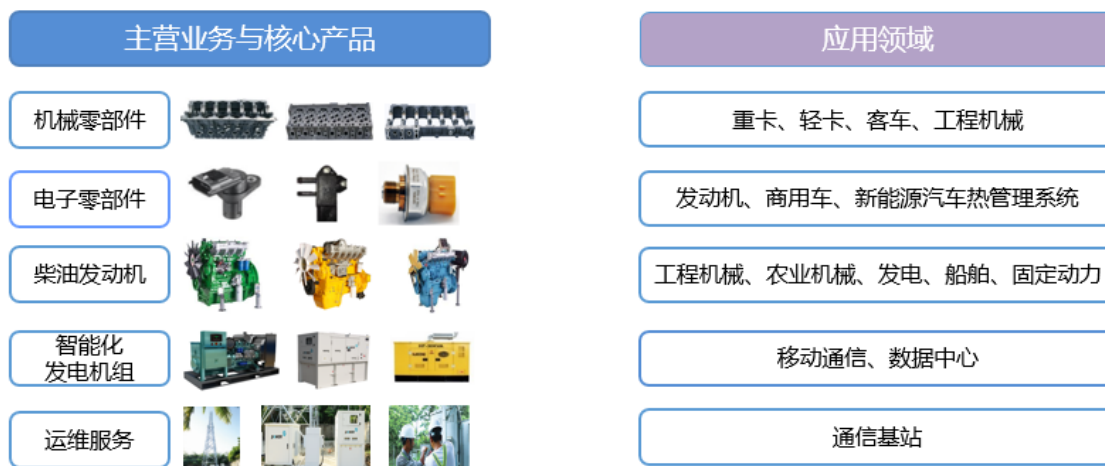 主营业务与核心产品
应用领域
机械零部件
重卡、轻卡、客车、工程机械
电子零部件
发动机、商用车、新能源汽车热管理系统
柴油发动机
工程机械、农业机械、发电、船舶、固定动力
智能化
发电机组
移动通信、数据中心
运维服务
通信基站